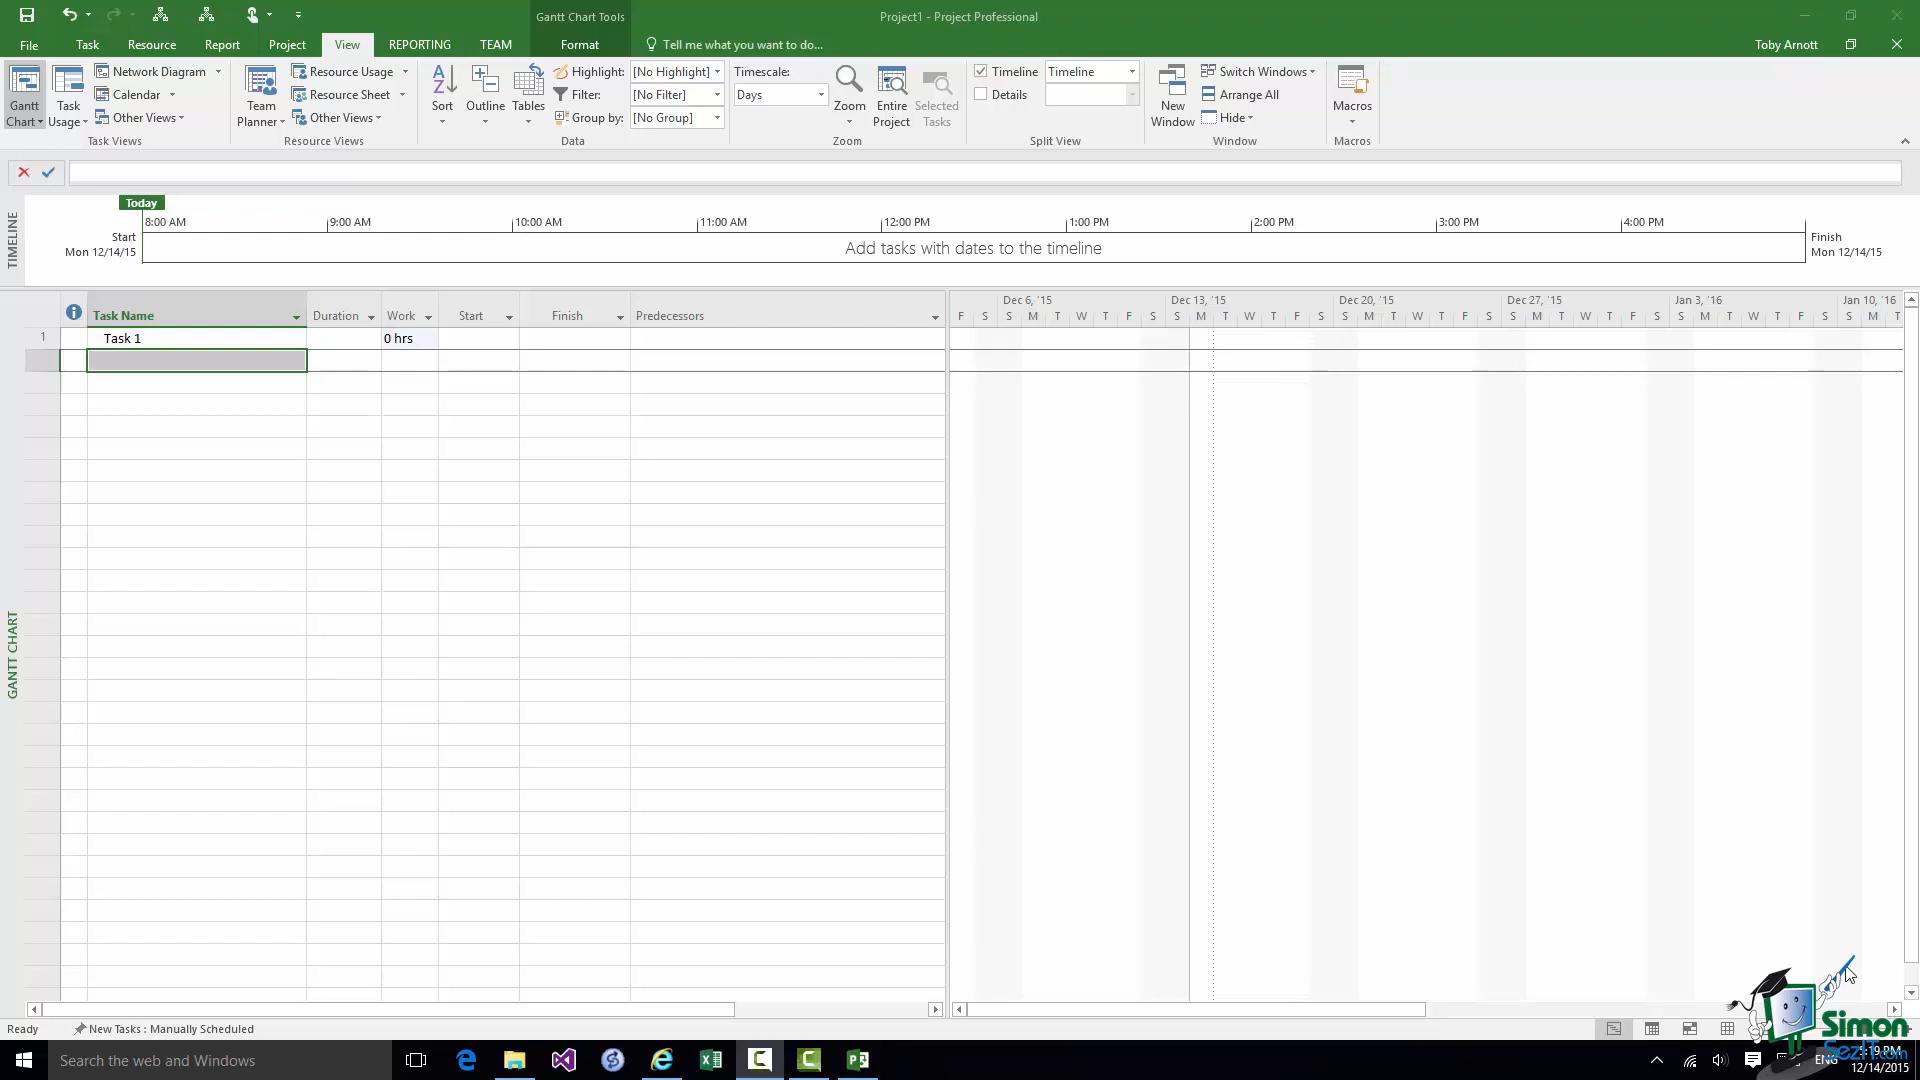 Gantt Chart Tools
Project1 - Project Professional
File Task Resource Report Project View REPORTING TEAM Format Tell me what you want to do... Toby Arnott
Gantt Chart
Task Usage
Network Diagram
Calendar
Other Views
Task Views
Team Planner
Resource Usage
Resource Sheet
Other Views
Resource Views
Sort
Outline
Tables
Highlight: [No Highlight]
Filter: [No Filter]
Group by: [No Group]
Data
Timescale:
Days
Zoom
Entire Project
Selected Tasks
Zoom
Timeline Timeline
Details
Split View
New Window
Switch Windows
Arrange All
Hide
Window
Macros
Macros
TIMELINE
Today
8:00 AM 9:00 AM 10:00 AM 11:00 AM 12:00 PM 1:00 PM 2:00 PM 3:00 PM 4:00 PM
Start
Mon 12/14/15
Add tasks with dates to the timeline
Finish
Mon 12/14/15
Task Name Duration Work Start Finish Predecessors
Dec 6, '15 Dec 13, '15 Dec 20, '15 Dec 27, '15 Jan 3, '16 Jan 10, '16
F S S M T W T F S S M T W T F S S M T W T F S S M T W T F S S M T W T F S S M T
1 Task 1 0 hrs
GANTT CHART
Ready New Tasks : Manually Scheduled
Search the web and Windows
ENG
12/14/2015
Simon
SezIT.com